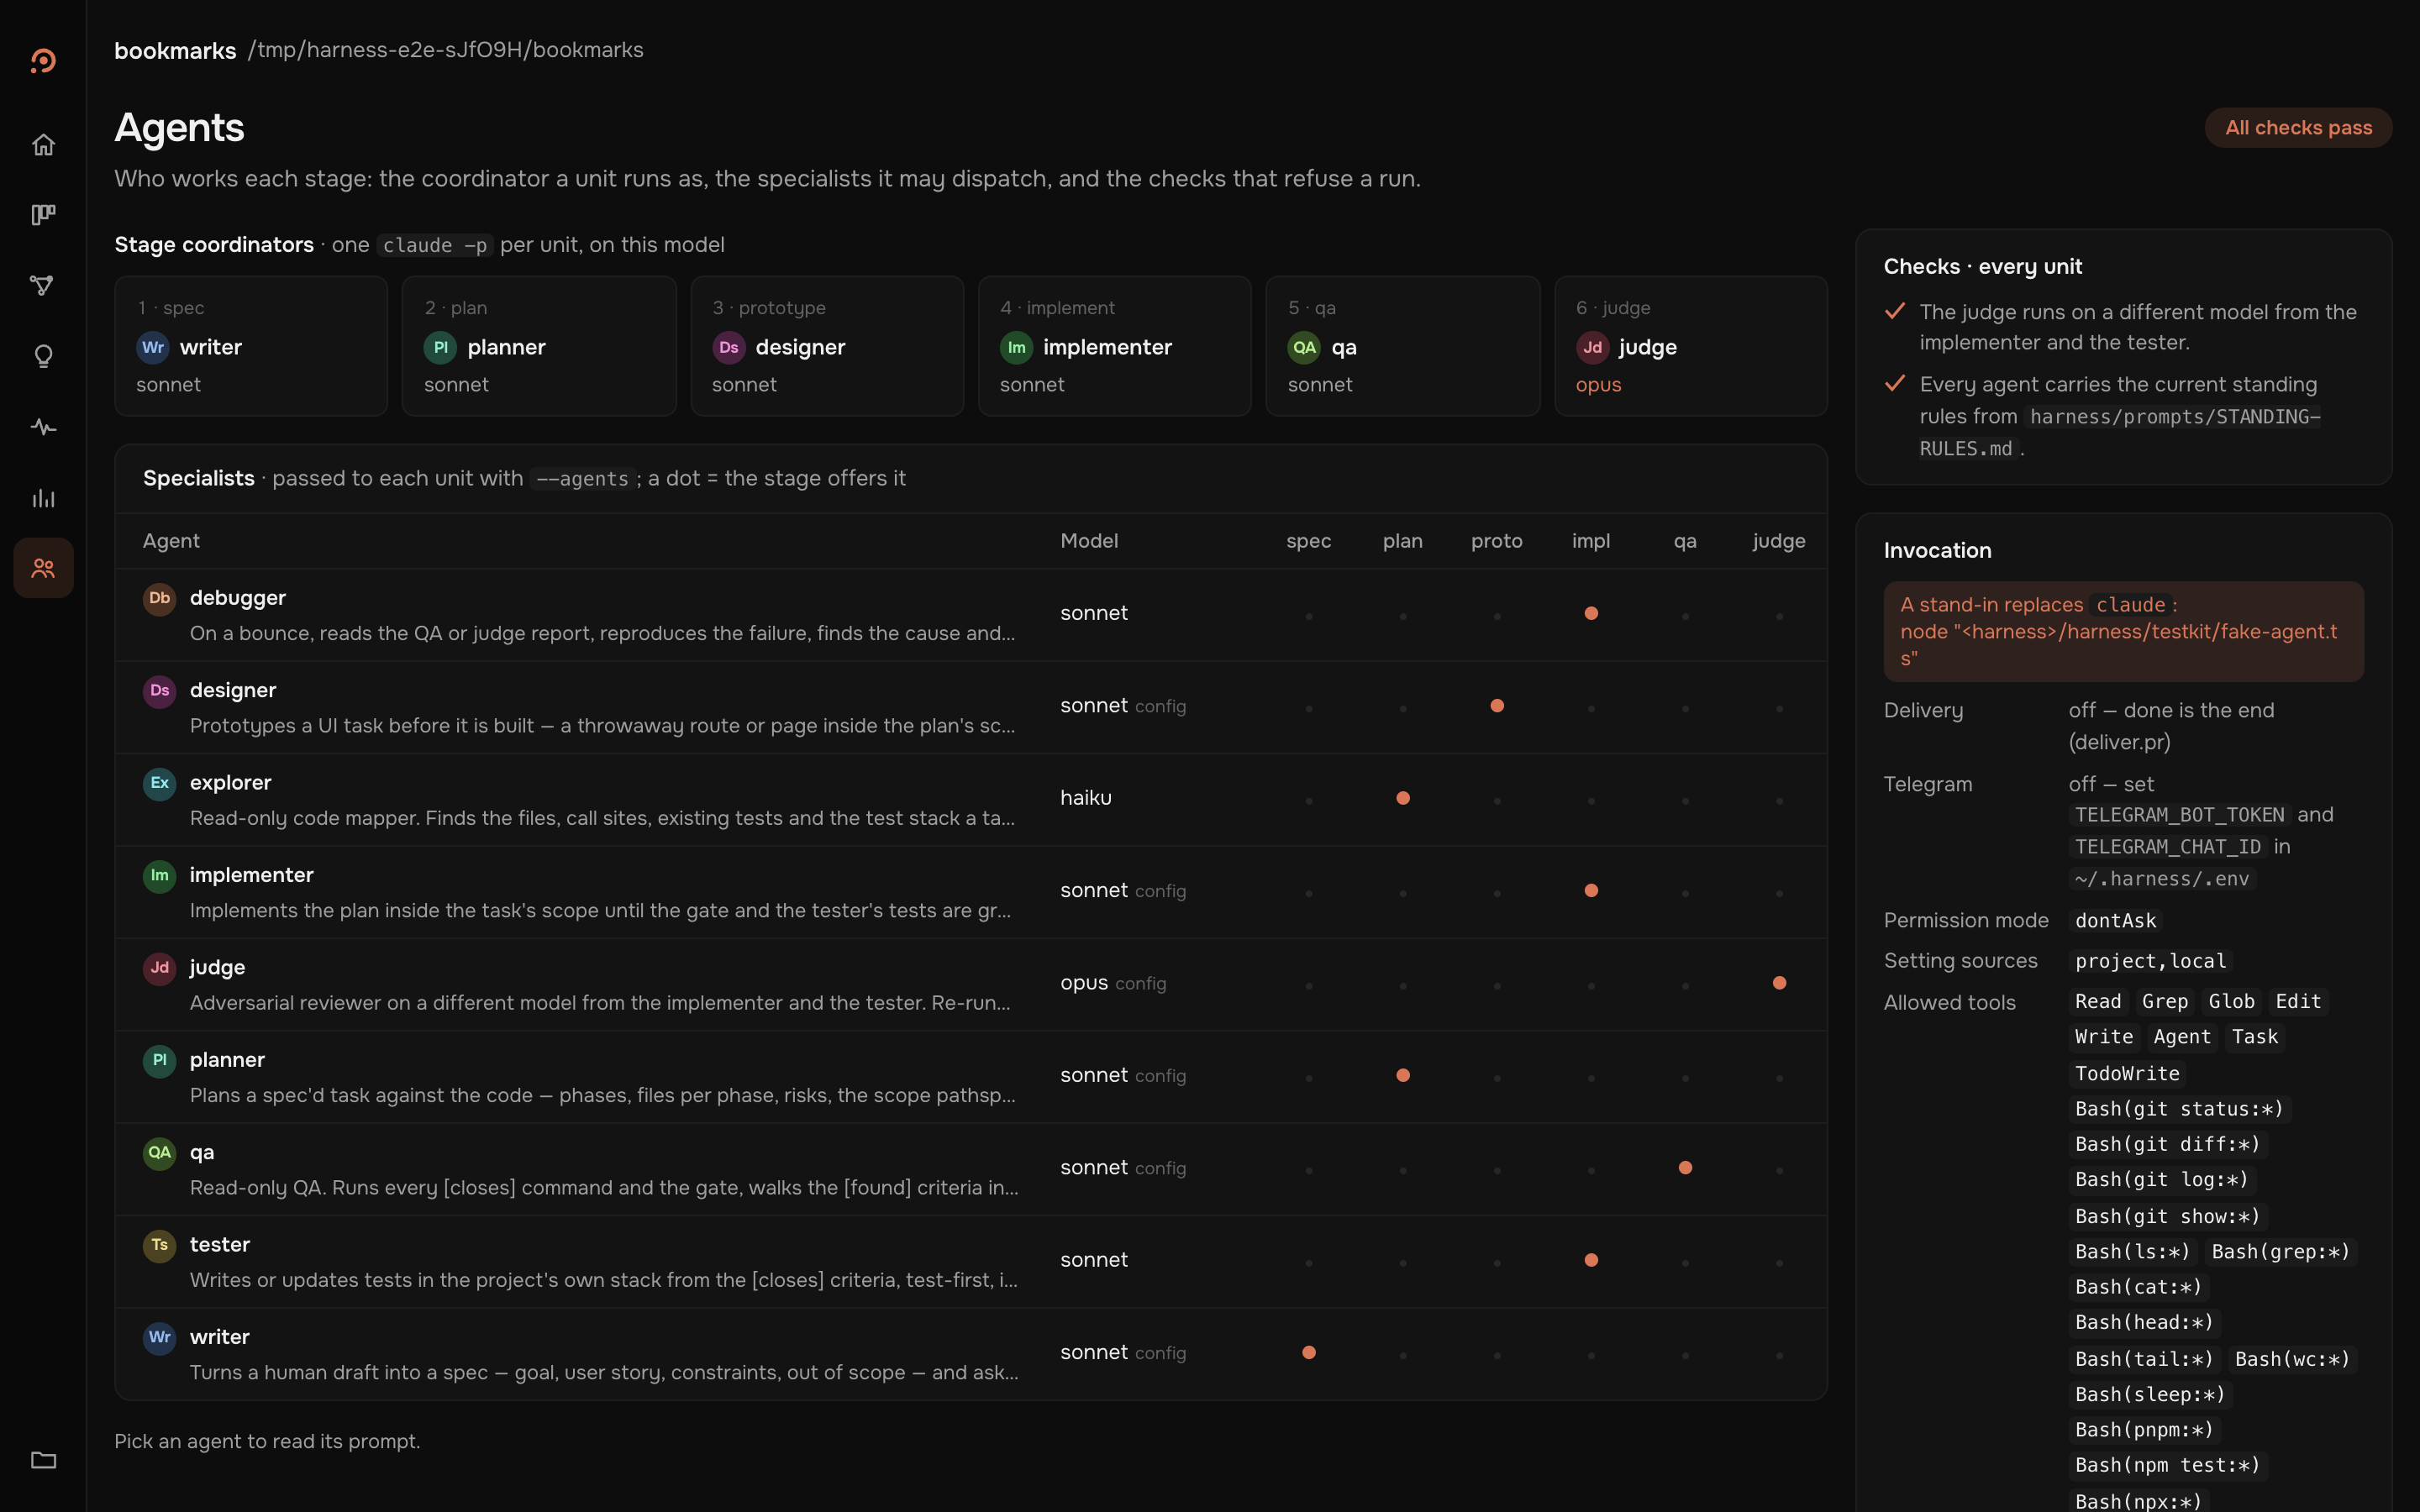 bookmarks /tmp/harness-e2e-sJfO9H/bookmarks
Agents
All checks pass
Who works each stage: the coordinator a unit runs as, the specialists it may dispatch, and the checks that refuse a run.
Stage coordinators · one claude -p per unit, on this model
1 · spec
Wr writer
sonnet
2 · plan
Pl planner
sonnet
3 · prototype
Ds designer
sonnet
4 · implement
Im implementer
sonnet
5 · qa
QA qa
sonnet
6 · judge
Jd judge
opus
Specialists · passed to each unit with --agents; a dot = the stage offers it
Agent Model spec plan proto impl qa judge
Db debugger
On a bounce, reads the QA or judge report, reproduces the failure, finds the cause and...
sonnet
Ds designer
Prototypes a UI task before it is built — a throwaway route or page inside the plan's sc...
sonnet config
Ex explorer
Read-only code mapper. Finds the files, call sites, existing tests and the test stack a ta...
haiku
Im implementer
Implements the plan inside the task's scope until the gate and the tester's tests are gr...
sonnet config
Jd judge
Adversarial reviewer on a different model from the implementer and the tester. Re-run...
opus config
Pl planner
Plans a spec'd task against the code — phases, files per phase, risks, the scope pathsp...
sonnet config
QA qa
Read-only QA. Runs every [closes] command and the gate, walks the [found] criteria in...
sonnet config
Ts tester
Writes or updates tests in the project's own stack from the [closes] criteria, test-first, i...
sonnet
Wr writer
Turns a human draft into a spec — goal, user story, constraints, out of scope — and ask...
sonnet config
Pick an agent to read its prompt.
Checks · every unit
The judge runs on a different model from the
implementer and the tester.
Every agent carries the current standing
rules from harness/prompts/STANDING-
RULES.md.
Invocation
A stand-in replaces claude:
node "<harness>/harness/testkit/fake-agent.t
s"
Delivery off — done is the end
(deliver.pr)
Telegram off — set
TELEGRAM_BOT_TOKEN and
TELEGRAM_CHAT_ID in
~/.harness/.env
Permission mode dontAsk
Setting sources project,local
Allowed tools Read Grep Glob Edit
Write Agent Task
TodoWrite
Bash(git status:*)
Bash(git diff:*)
Bash(git log:*)
Bash(git show:*)
Bash(ls:*) Bash(grep:*)
Bash(cat:*)
Bash(head:*)
Bash(tail:*) Bash(wc:*)
Bash(sleep:*)
Bash(pnpm:*)
Bash(npm test:*)
Bash(npx:*)